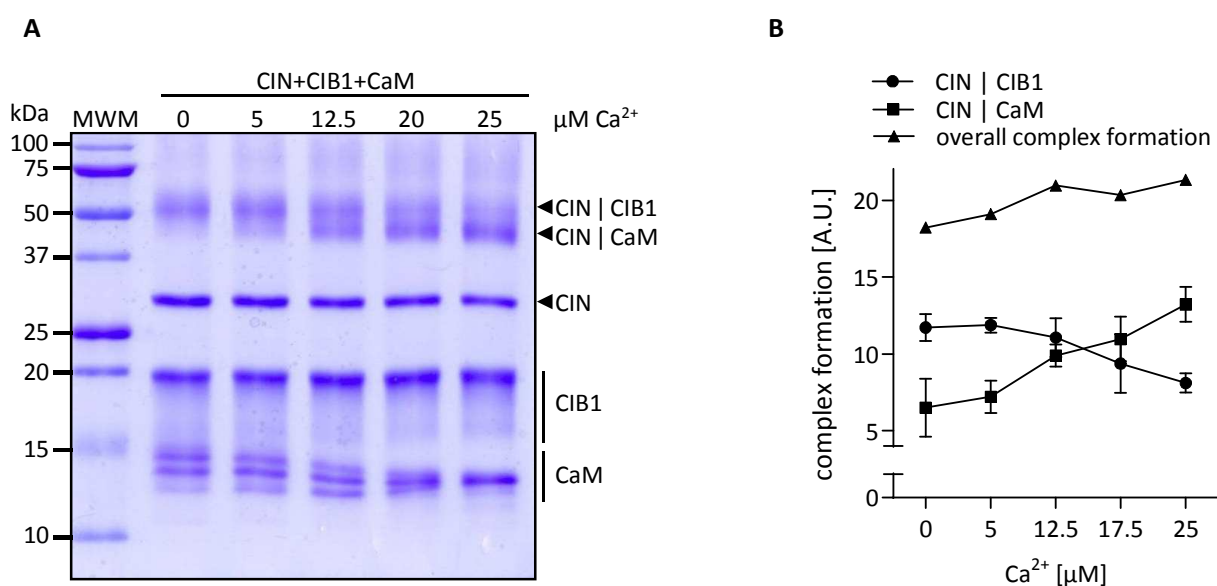 A
CIN+CIB1+CaM
kDa MWM 0 5 12.5 20 25 μM Ca²⁺
100
75
50
37
25
20
15
10
CIN | CIB1
CIN | CaM
CIN
CIB1
CaM
B
CIN | CIB1
CIN | CaM
overall complex formation
complex formation [A.U.]
20
15
10
5
0
0 5 12.5 17.5 25
Ca²⁺ [μM]